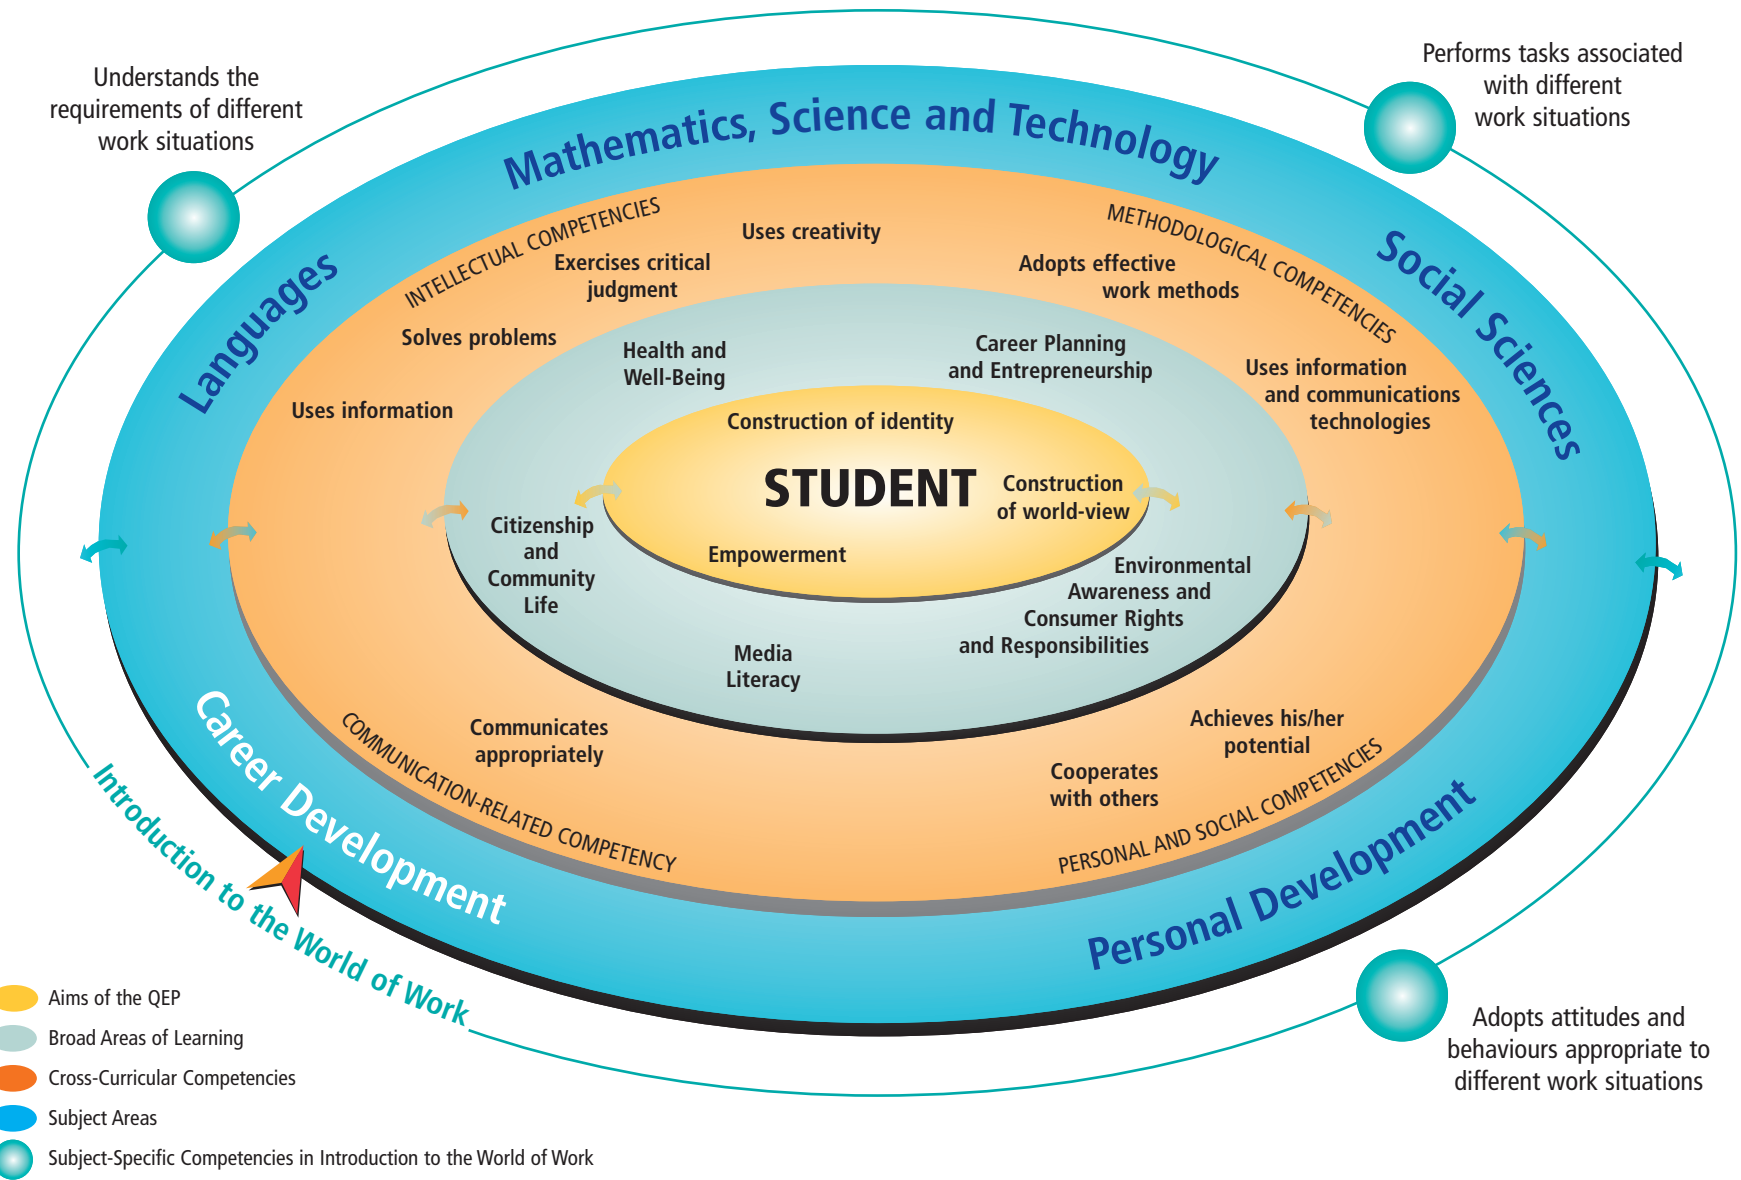 Understands the
requirements of different
work situations
Performs tasks associated
with different
work situations
Mathematics, Science and Technology
Languages
Social Sciences
INTELLECTUAL COMPETENCIES
METHODOLOGICAL COMPETENCIES
Uses creativity
Exercises critical
judgment
Solves problems
Uses information
Adopts effective
work methods
Uses information
and communications
technologies
Health and
Well-Being
Career Planning
and Entrepreneurship
Construction of identity
STUDENT
Construction
of world-view
Empowerment
Citizenship
and
Community
Life
Environmental
Awareness and
Consumer Rights
and Responsibilities
Media
Literacy
Communicates
appropriately
Achieves his/her
potential
Cooperates
with others
COMMUNICATION-RELATED COMPETENCY
PERSONAL AND SOCIAL COMPETENCIES
Career Development
Personal Development
Introduction to the World of Work
Adopts attitudes and
behaviours appropriate to
different work situations
Aims of the QEP
Broad Areas of Learning
Cross-Curricular Competencies
Subject Areas
Subject-Specific Competencies in Introduction to the World of Work